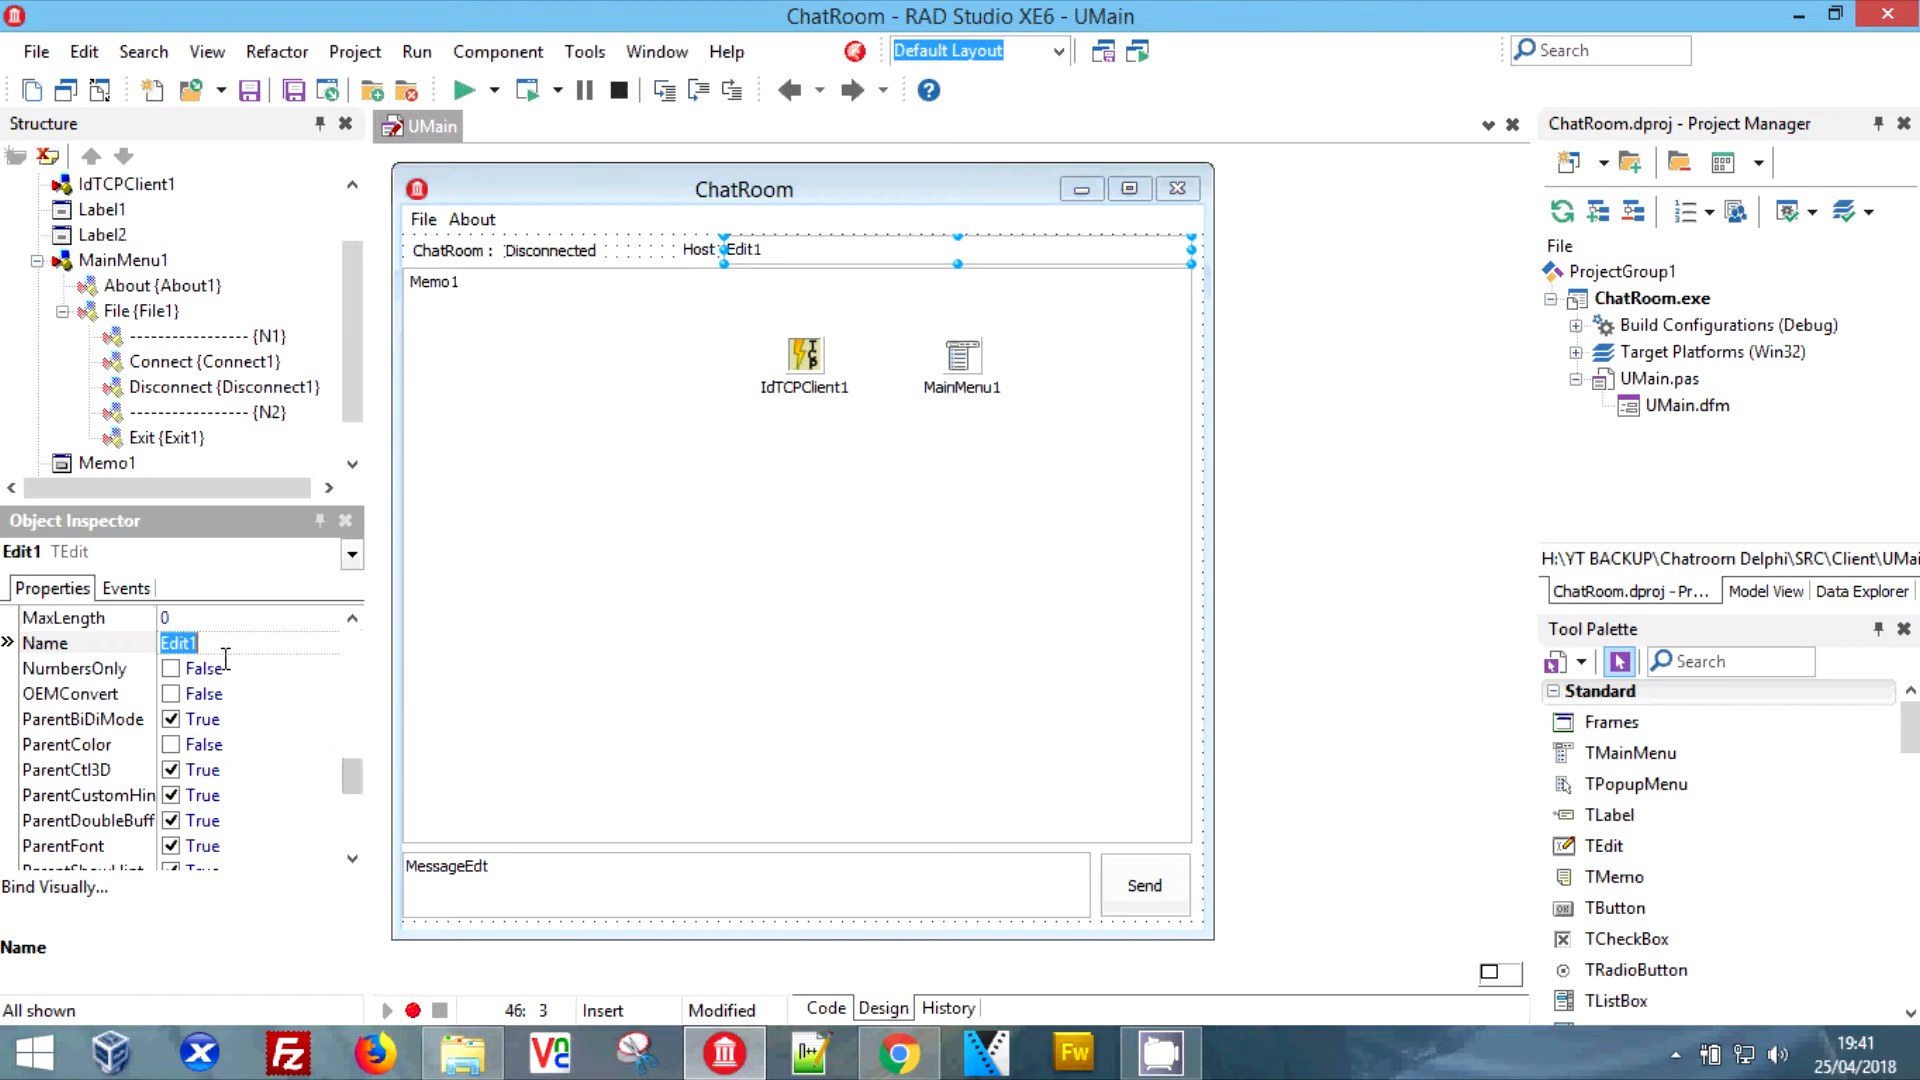 ChatRoom - RAD Studio XE6 - UMain
File Edit Search View Refactor Project Run Component Tools Window Help
Default Layout
Search
Structure
UMain
ChatRoom.dproj - Project Manager
IdTCPClient1
Label1
Label2
MainMenu1
About {About1}
File {File1}
---------------- {N1}
Connect {Connect1}
Disconnect {Disconnect1}
---------------- {N2}
Exit {Exit1}
Memo1
ChatRoom
File About
ChatRoom : Disconnected Host Edit1
Memo1
IdTCPClient1
MainMenu1
MessageEdt
Send
File
ProjectGroup1
ChatRoom.exe
Build Configurations (Debug)
Target Platforms (Win32)
UMain.pas
UMain.dfm
Object Inspector
Edit1 TEdit
Properties Events
MaxLength 0
Name Edit1
NumbersOnly False
OEMConvert False
ParentBiDiMode True
ParentColor False
ParentCtl3D True
ParentCustomHin True
ParentDoubleBuff True
ParentFont True
Bind Visually...
Name
All shown
46: 3 Insert Modified Code Design History
H:\YT BACKUP\Chatroom Delphi\SRC\Client\UMai
ChatRoom.dproj - Pr... Model View Data Explorer
Tool Palette
Search
Standard
Frames
TMainMenu
TPopupMenu
TLabel
TEdit
TMemo
TButton
TCheckBox
TRadioButton
TListBox
19:41
25/04/2018